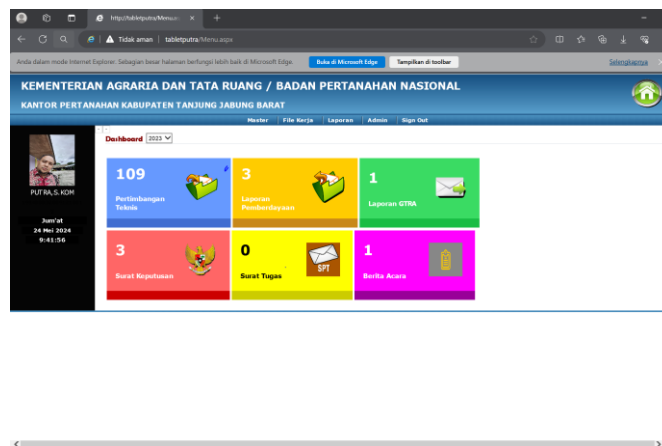 http://tabletputra/Menu.as
Tidak aman | tabletputra/Menu.aspx
Anda dalam mode Internet Explorer. Sebagian besar halaman berfungsi lebih baik di Microsoft Edge. Buka di Microsoft Edge Tampilkan di toolbar Selengkapnya
KEMENTERIAN AGRARIA DAN TATA RUANG / BADAN PERTANAHAN NASIONAL
KANTOR PERTANAHAN KABUPATEN TANJUNG JABUNG BARAT
Master File Kerja Laporan Admin Sign Out
Dashboard 2023
PUTRA, S. KOM
Jum'at
24 Mei 2024
9:41:56
109
Pertimbangan
Teknis
3
Laporan
Pemberdayaan
1
Laporan GTRA
3
Surat Keputusan
0
Surat Tugas
SPT
1
Berita Acara